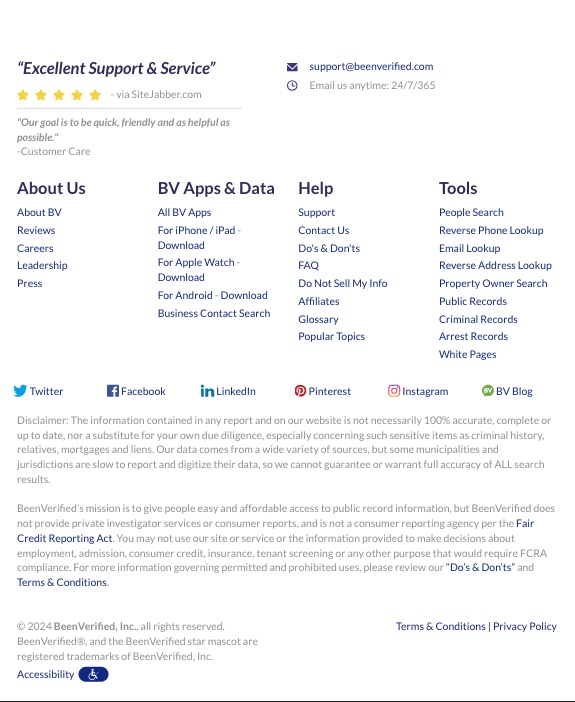 “Excellent Support & Service”
- via SiteJabber.com
"Our goal is to be quick, friendly and as helpful as
possible."
-Customer Care
support@beenverified.com
Email us anytime: 24/7/365
About Us
About BV
Reviews
Careers
Leadership
Press
BV Apps & Data
All BV Apps
For iPhone / iPad -
Download
For Apple Watch -
Download
For Android - Download
Business Contact Search
Help
Support
Contact Us
Do's & Don'ts
FAQ
Do Not Sell My Info
Affiliates
Glossary
Popular Topics
Tools
People Search
Reverse Phone Lookup
Email Lookup
Reverse Address Lookup
Property Owner Search
Public Records
Criminal Records
Arrest Records
White Pages
Twitter
Facebook
LinkedIn
Pinterest
Instagram
BV Blog
Disclaimer: The information contained in any report and on our website is not necessarily 100% accurate, complete or
up to date, nor a substitute for your own due diligence, especially concerning such sensitive items as criminal history,
relatives, mortgages and liens. Our data comes from a wide variety of sources, but some municipalities and
jurisdictions are slow to report and digitize their data, so we cannot guarantee or warrant full accuracy of ALL search
results.
BeenVerified’s mission is to give people easy and affordable access to public record information, but BeenVerified does
not provide private investigator services or consumer reports, and is not a consumer reporting agency per the Fair
Credit Reporting Act. You may not use our site or service or the information provided to make decisions about
employment, admission, consumer credit, insurance, tenant screening or any other purpose that would require FCRA
compliance. For more information governing permitted and prohibited uses, please review our “Do’s & Don’ts” and
Terms & Conditions.
© 2024 BeenVerified, Inc., all rights reserved.
BeenVerified®, and the BeenVerified star mascot are
registered trademarks of BeenVerified, Inc.
Accessibility
Terms & Conditions | Privacy Policy